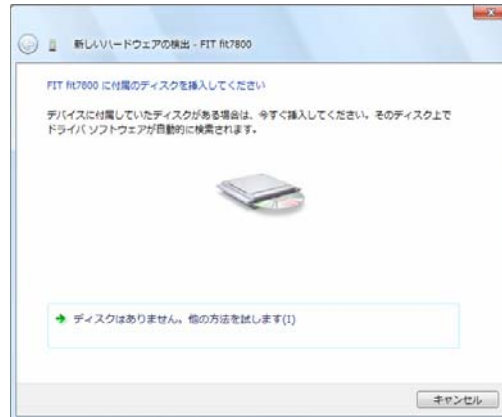 新しいハードウェアの検出 - FIT fit7800
FIT fit7800 に付属のディスクを挿入してください
デバイスに付属していたディスクがある場合は、今すぐ挿入してください。そのディスク上で
ドライバ ソフトウェアが自動的に検索されます。
ディスクはありません。他の方法を試します(I)
キャンセル